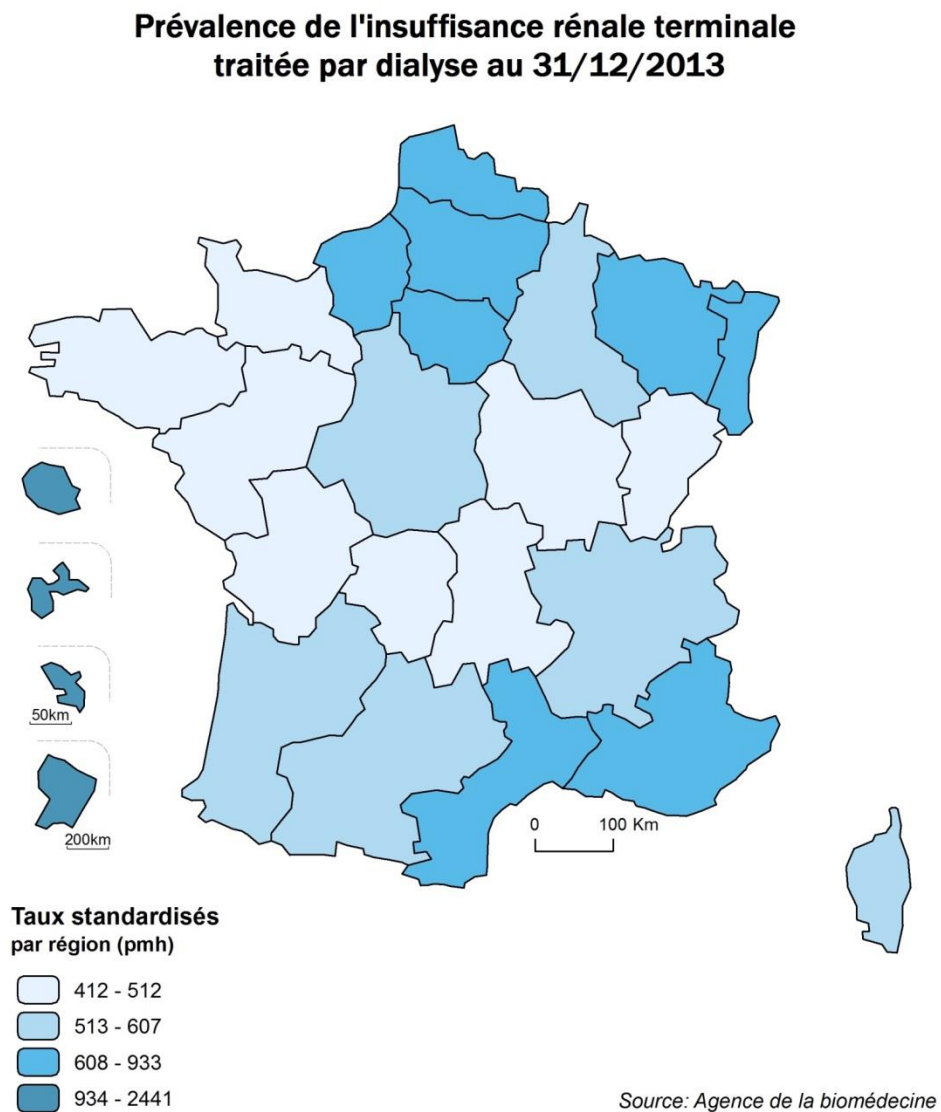 Prévalence de l'insuffisance rénale terminale
traitée par dialyse au 31/12/2013
50km
200km
0 100 Km
Taux standardisés
par région (pmh)
412 - 512
513 - 607
608 - 933
934 - 2441
Source: Agence de la biomédecine